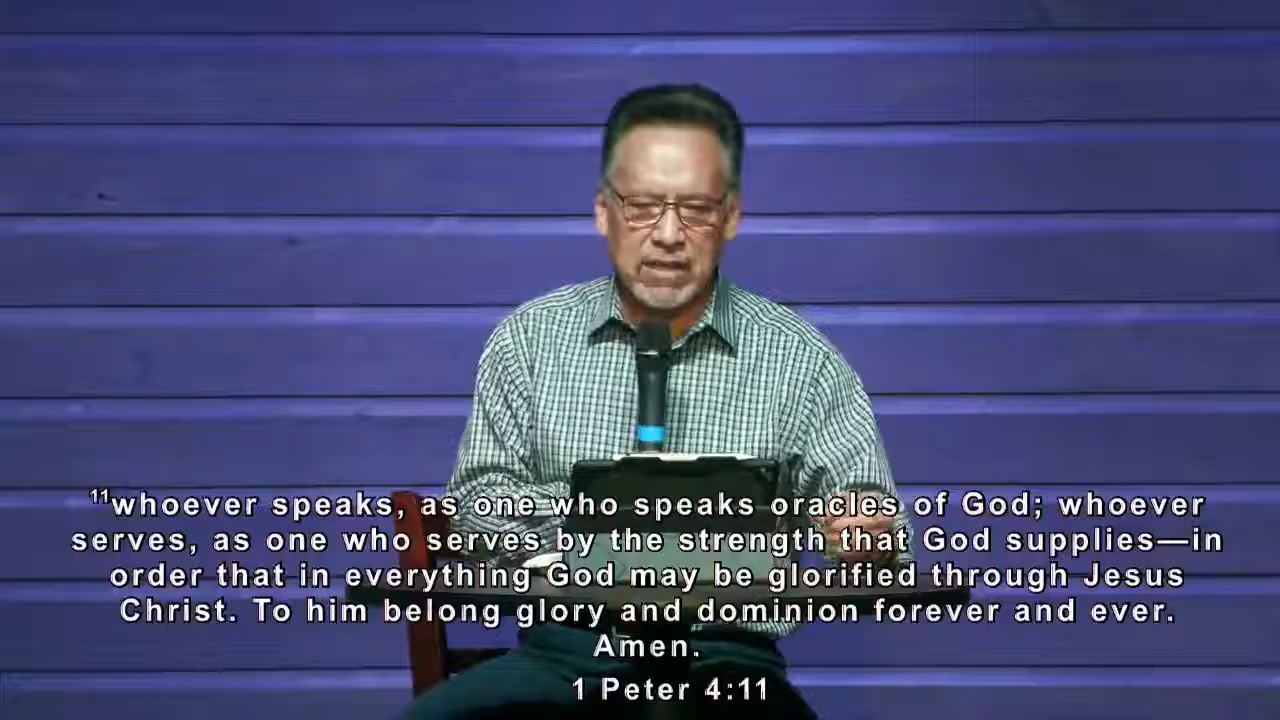 ¹¹whoever speaks, as one who speaks oracles of God; whoever
serves, as one who serves by the strength that God supplies—in
order that in everything God may be glorified through Jesus
Christ. To him belong glory and dominion forever and ever.
Amen.
1 Peter 4:11